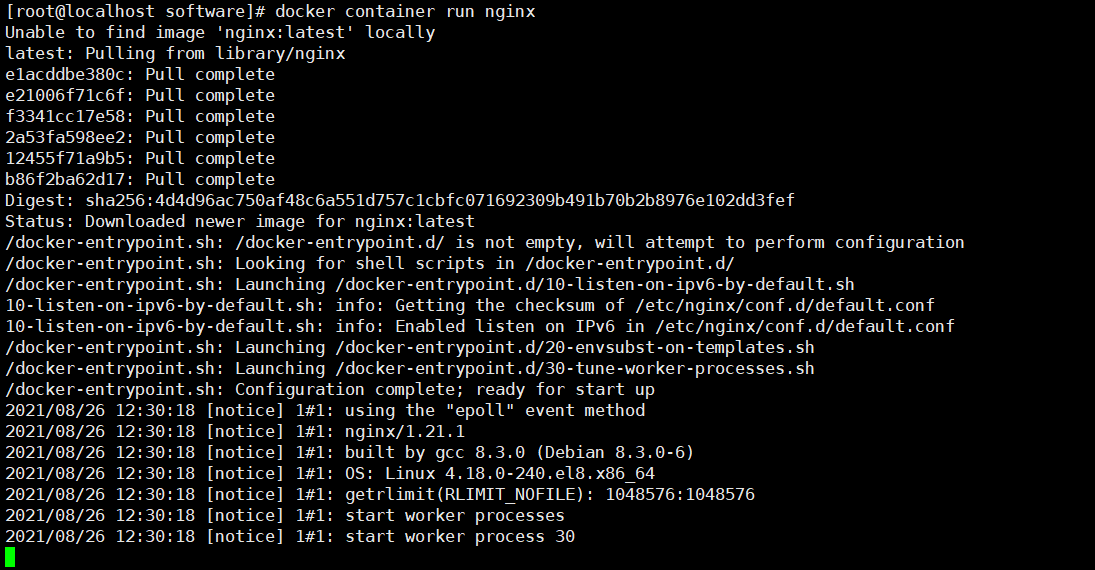 [root@localhost software]# docker container run nginx
Unable to find image 'nginx:latest' locally
latest: Pulling from library/nginx
e1acddbe380c: Pull complete
e21006f71c6f: Pull complete
f3341cc17e58: Pull complete
2a53fa598ee2: Pull complete
12455f71a9b5: Pull complete
b86f2ba62d17: Pull complete
Digest: sha256:4d4d96ac750af48c6a551d757c1cbfc071692309b491b70b2b8976e102dd3fef
Status: Downloaded newer image for nginx:latest
/docker-entrypoint.sh: /docker-entrypoint.d/ is not empty, will attempt to perform configuration
/docker-entrypoint.sh: Looking for shell scripts in /docker-entrypoint.d/
/docker-entrypoint.sh: Launching /docker-entrypoint.d/10-listen-on-ipv6-by-default.sh
10-listen-on-ipv6-by-default.sh: info: Getting the checksum of /etc/nginx/conf.d/default.conf
10-listen-on-ipv6-by-default.sh: info: Enabled listen on IPv6 in /etc/nginx/conf.d/default.conf
/docker-entrypoint.sh: Launching /docker-entrypoint.d/20-envsubst-on-templates.sh
/docker-entrypoint.sh: Launching /docker-entrypoint.d/30-tune-worker-processes.sh
/docker-entrypoint.sh: Configuration complete; ready for start up
2021/08/26 12:30:18 [notice] 1#1: using the "epoll" event method
2021/08/26 12:30:18 [notice] 1#1: nginx/1.21.1
2021/08/26 12:30:18 [notice] 1#1: built by gcc 8.3.0 (Debian 8.3.0-6)
2021/08/26 12:30:18 [notice] 1#1: OS: Linux 4.18.0-240.el8.x86_64
2021/08/26 12:30:18 [notice] 1#1: getrlimit(RLIMIT_NOFILE): 1048576:1048576
2021/08/26 12:30:18 [notice] 1#1: start worker processes
2021/08/26 12:30:18 [notice] 1#1: start worker process 30